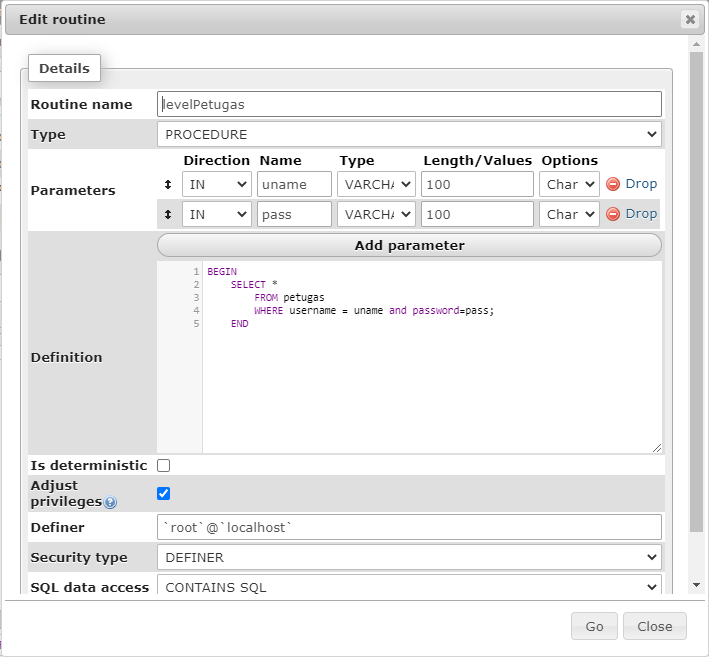 Edit routine
Details
Routine name levelPetugas
Type PROCEDURE
Direction Name Type Length/Values Options
Parameters
IN uname VARCHA 100 Char Drop
IN pass VARCHA 100 Char Drop
Add parameter
Definition
1 BEGIN
2 SELECT *
3 FROM petugas
4 WHERE username = uname and password=pass;
5 END
Is deterministic
Adjust
privileges
Definer `root`@`localhost`
Security type DEFINER
SQL data access CONTAINS SQL
Go Close